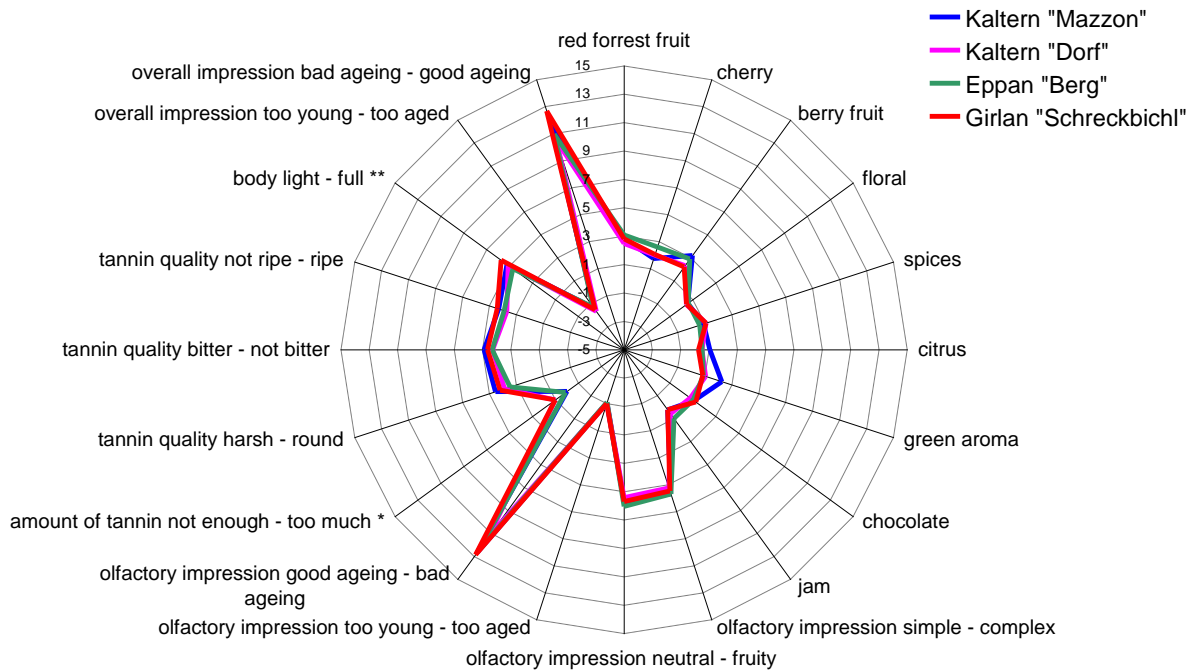 Kaltern "Mazzon"
Kaltern "Dorf"
Eppan "Berg"
Girlan "Schreckbichl"
red forrest fruit
cherry
berry fruit
floral
spices
citrus
green aroma
chocolate
jam
olfactory impression simple - complex
olfactory impression neutral - fruity
olfactory impression too young - too aged
olfactory impression good ageing - bad
ageing
amount of tannin not enough - too much *
tannin quality harsh - round
tannin quality bitter - not bitter
tannin quality not ripe - ripe
body light - full **
overall impression too young - too aged
overall impression bad ageing - good ageing
15
13
11
9
7
5
3
1
-1
-3
-5